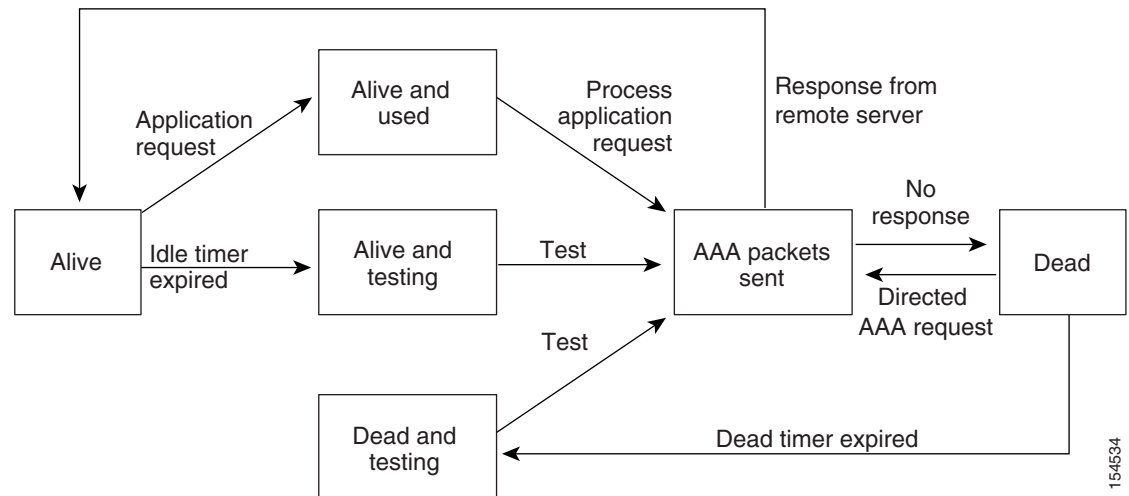 Alive and
used
Process
application
request
Response from
remote server
Application
request
No
response
Alive
Idle timer
expired
Alive and
testing
Test
AAA packets
sent
Dead
Directed
AAA request
Test
Dead and
testing
Dead timer expired
154534